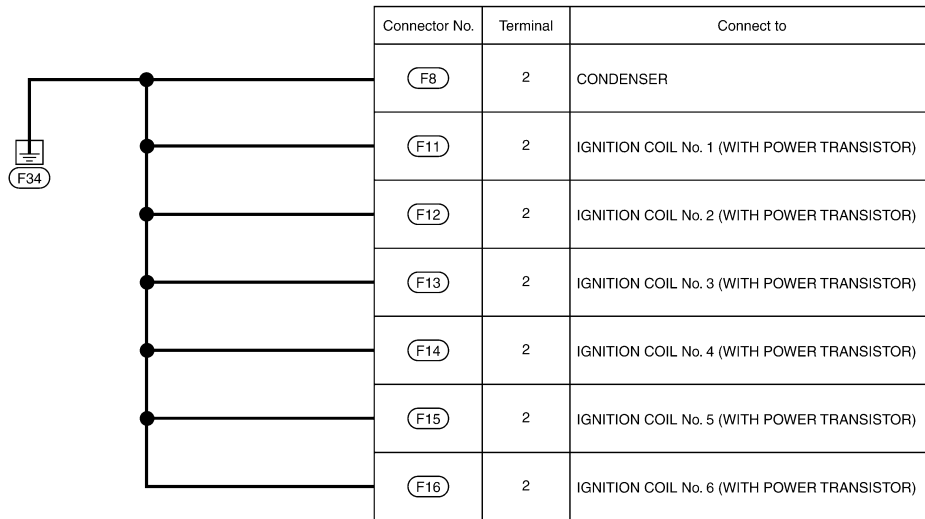 Connector No. Terminal Connect to
F8 2 CONDENSER
F11 2 IGNITION COIL No. 1 (WITH POWER TRANSISTOR)
F34
F12 2 IGNITION COIL No. 2 (WITH POWER TRANSISTOR)
F13 2 IGNITION COIL No. 3 (WITH POWER TRANSISTOR)
F14 2 IGNITION COIL No. 4 (WITH POWER TRANSISTOR)
F15 2 IGNITION COIL No. 5 (WITH POWER TRANSISTOR)
F16 2 IGNITION COIL No. 6 (WITH POWER TRANSISTOR)